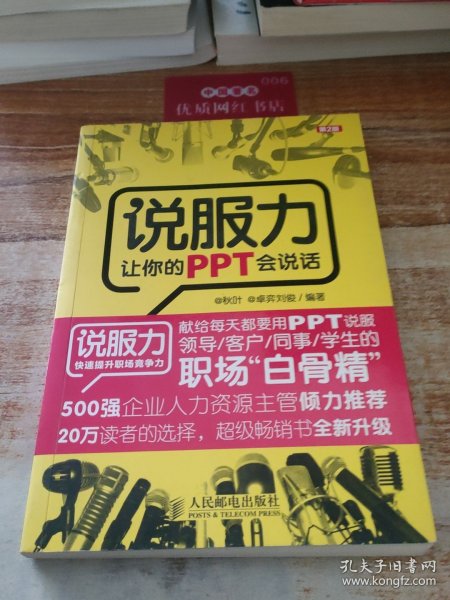 006
中国著名
优质网红书店
第2版
说服力
让你的PPT会说话
@秋叶 @卓弈刘俊/编著
说服力
快速提升职场竞争力
献给每天都要用PPT说服
领导/客户/同事/学生的
职场“白骨精”
500强企业人力资源主管倾力推荐
20万读者的选择，超级畅销书全新升级
人民邮电出版社
POSTS & TELECOM PRESS
孔夫子旧书网
www.kongfz.com